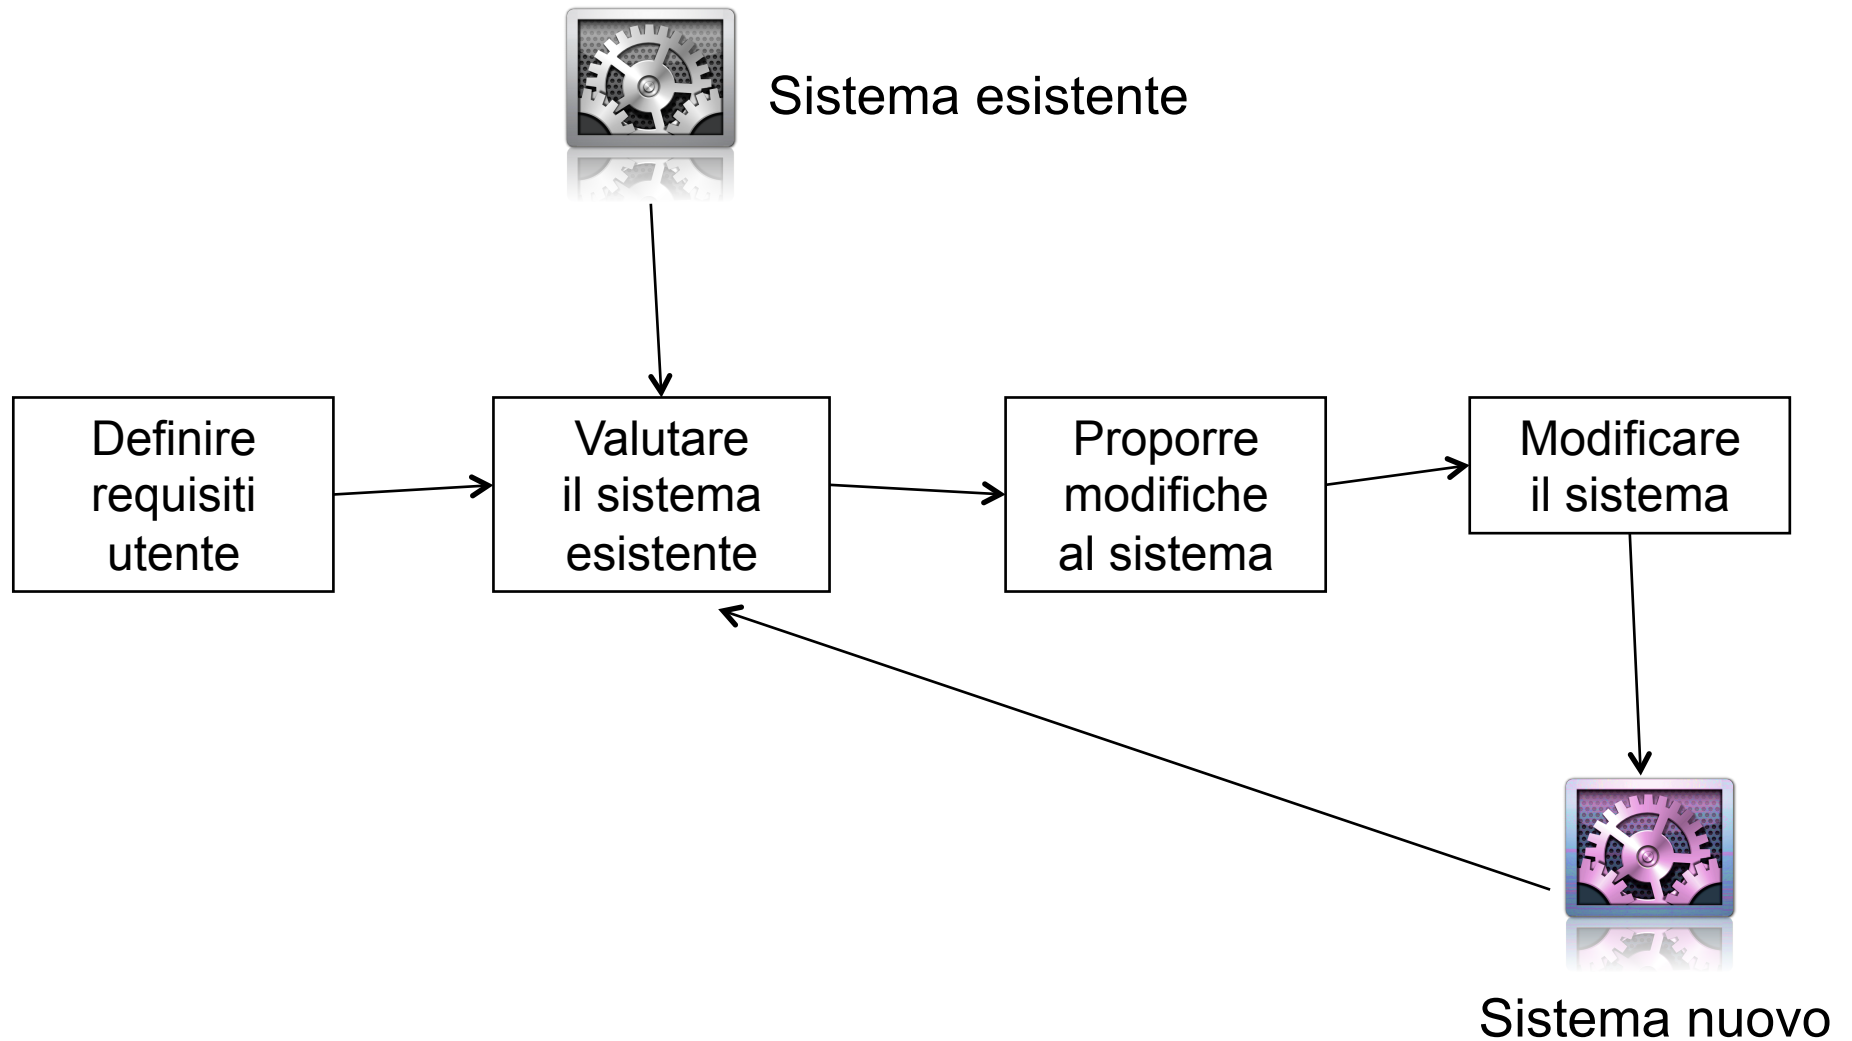 Sistema esistente
Definire
requisiti
utente
Valutare
il sistema
esistente
Proporre
modifiche
al sistema
Modificare
il sistema
Sistema nuovo